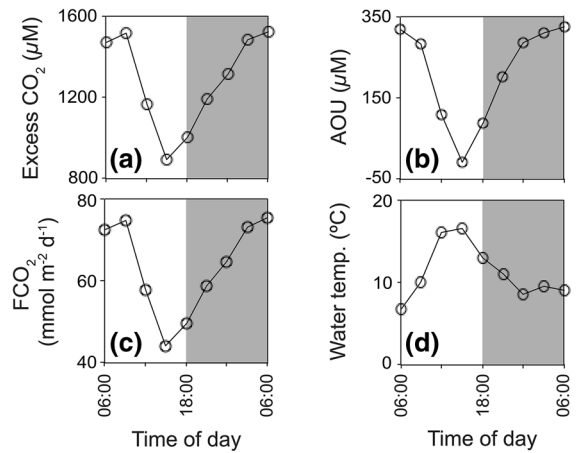 1600
1200
800
Excess CO2 (µM)
(a)
350
150
-50
AOU (µM)
(b)
80
60
40
FCO2
(mmol m-2 d-1)
(c)
06:00
18:00
06:00
Time of day
20
10
0
Water temp. (ºC)
(d)
06:00
18:00
06:00
Time of day